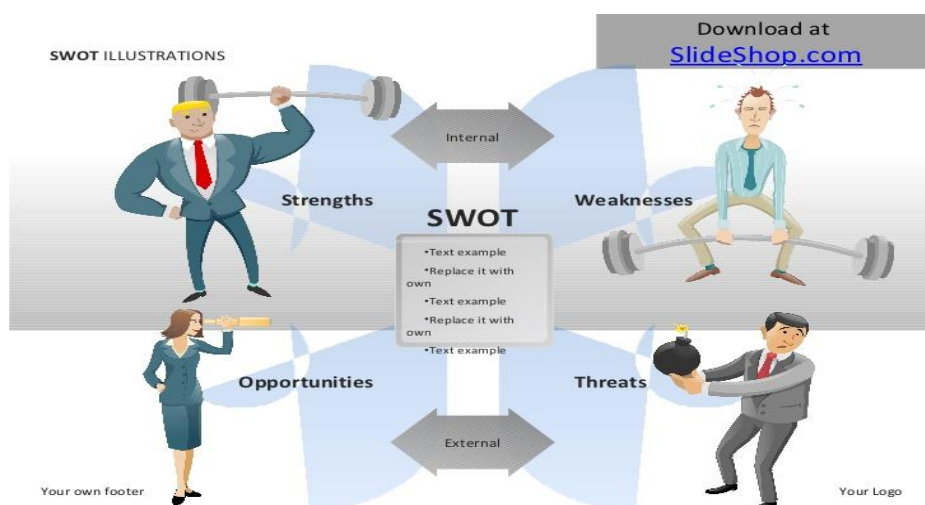 Download at
SlideShop.com
SWOT ILLUSTRATIONS
Internal
Strengths
Weaknesses
SWOT
•Text example
•Replace it with
own
•Text example
•Replace it with
own
•Text example
Opportunities
Threats
External
Your own footer
Your Logo